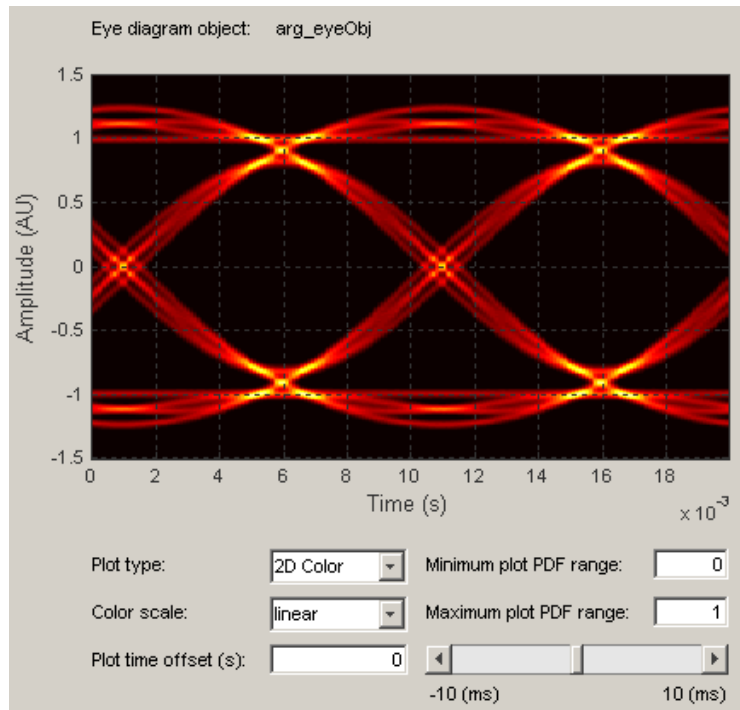 Eye diagram object: arg_eyeObj
1.5
1
0.5
0
-0.5
-1
-1.5
Amplitude (AU)
0 2 4 6 8 10 12 14 16 18
Time (s)
x 10^-3
Plot type: 2D Color Minimum plot PDF range: 0
Color scale: linear Maximum plot PDF range: 1
Plot time offset (s): 0
-10 (ms) 10 (ms)